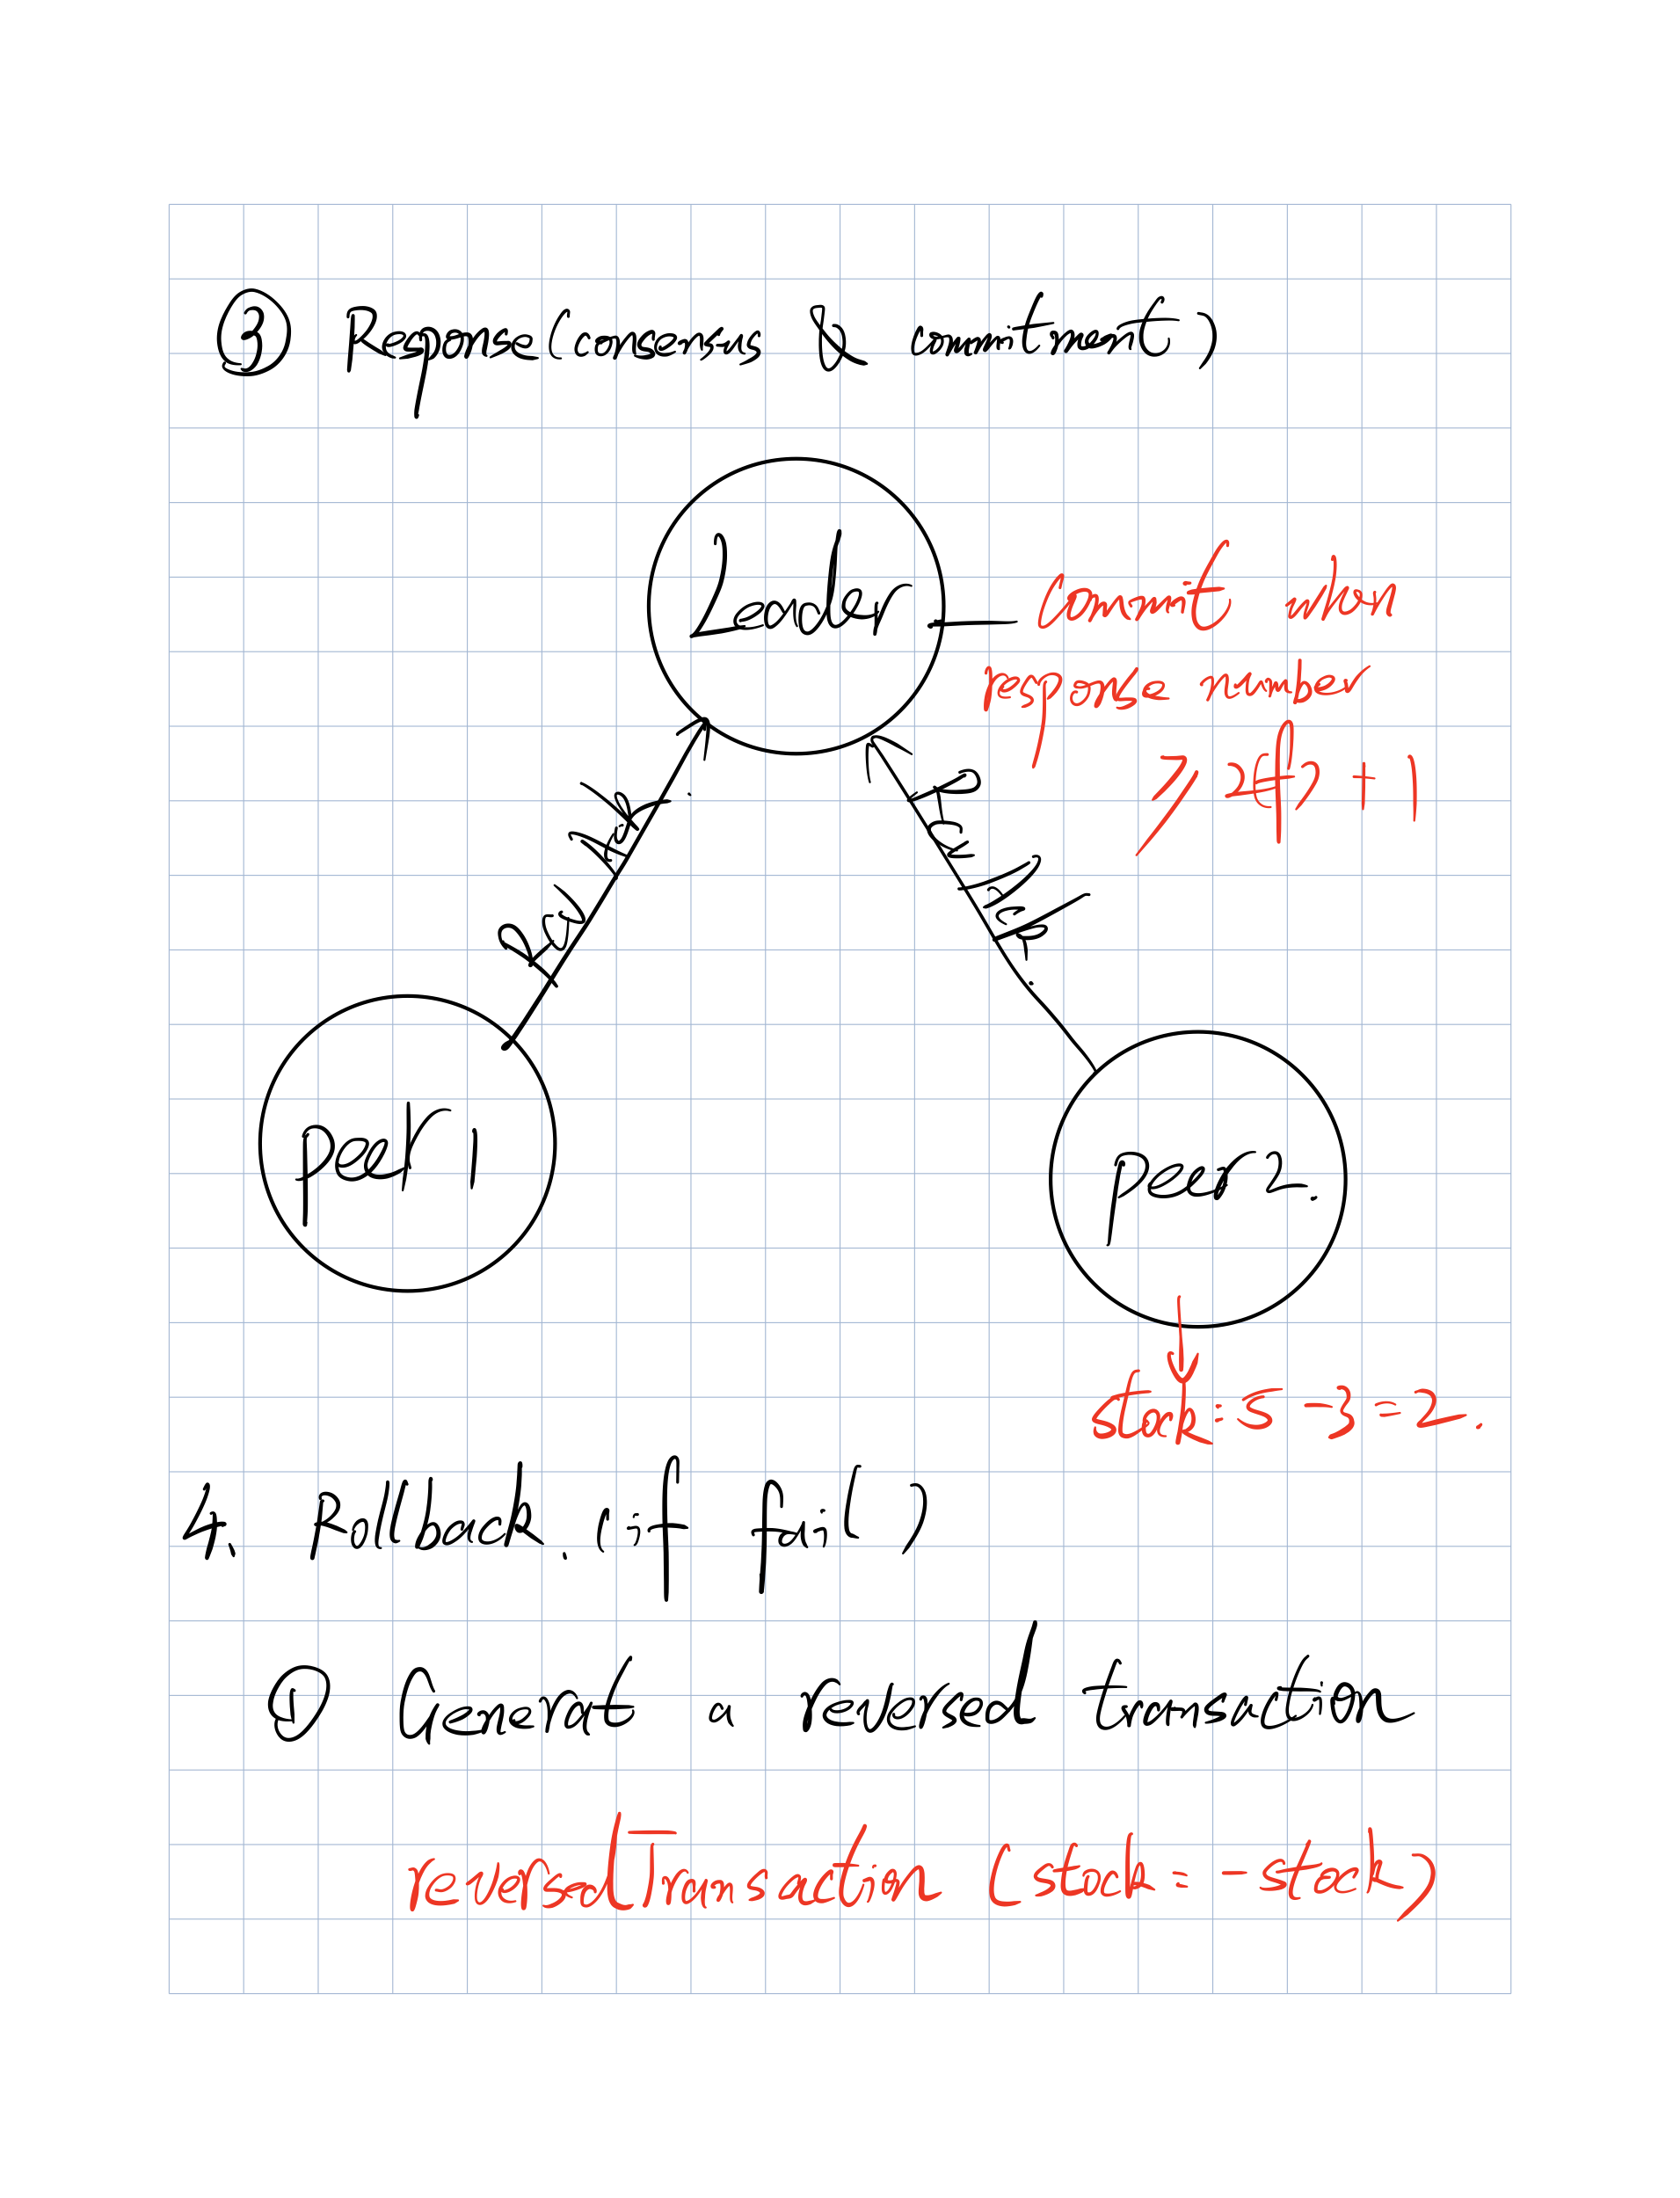 ③ Response(consensus & commitment)
Leader
commit when
response number
⩾ 2(f) + 1
RCV Ack.
RCV Ack.
peer 1
peer 2.
stock: 5 - 3 = 2.
4. Rollback. (if fail)
① Generat a reversed transaction
reversedTransaction (stock = -stock)